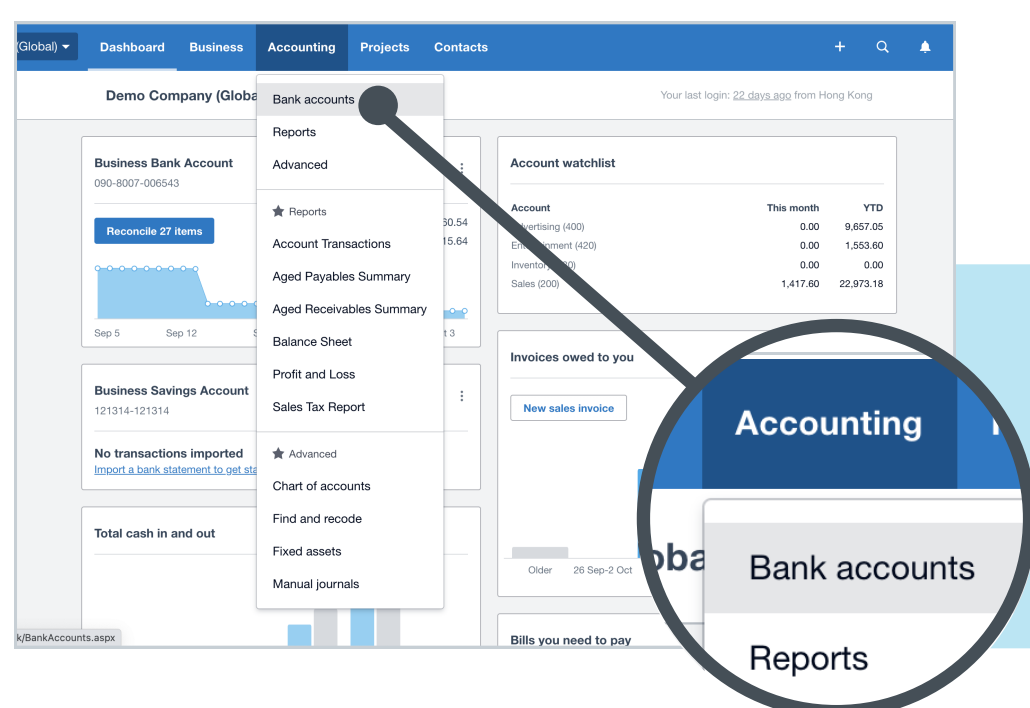 (Global)
Dashboard Business Accounting Projects Contacts
Demo Company (Globa
Your last login: 22 days ago from Hong Kong
Bank accounts
Reports
Advanced
Reports
Account Transactions
Aged Payables Summary
Aged Receivables Summary
Balance Sheet
Profit and Loss
Sales Tax Report
Advanced
Chart of accounts
Find and recode
Fixed assets
Manual journals
Business Bank Account
090-8007-006543
Reconcile 27 items
60.54
15.64
Sep 5 Sep 12 S t 3
Business Savings Account
121314-121314
No transactions imported
Import a bank statement to get sta
Total cash in and out
k/BankAccounts.aspx
Account watchlist
Account This month YTD
Advertising (400) 0.00 9,657.05
Entertainment (420) 0.00 1,553.60
Inventory 0.00 0.00
Sales (200) 1,417.60 22,973.18
Invoices owed to you
New sales invoice
Older 26 Sep-2 Oct
Bills you need to pay
Accounting
oba
Bank accounts
Reports